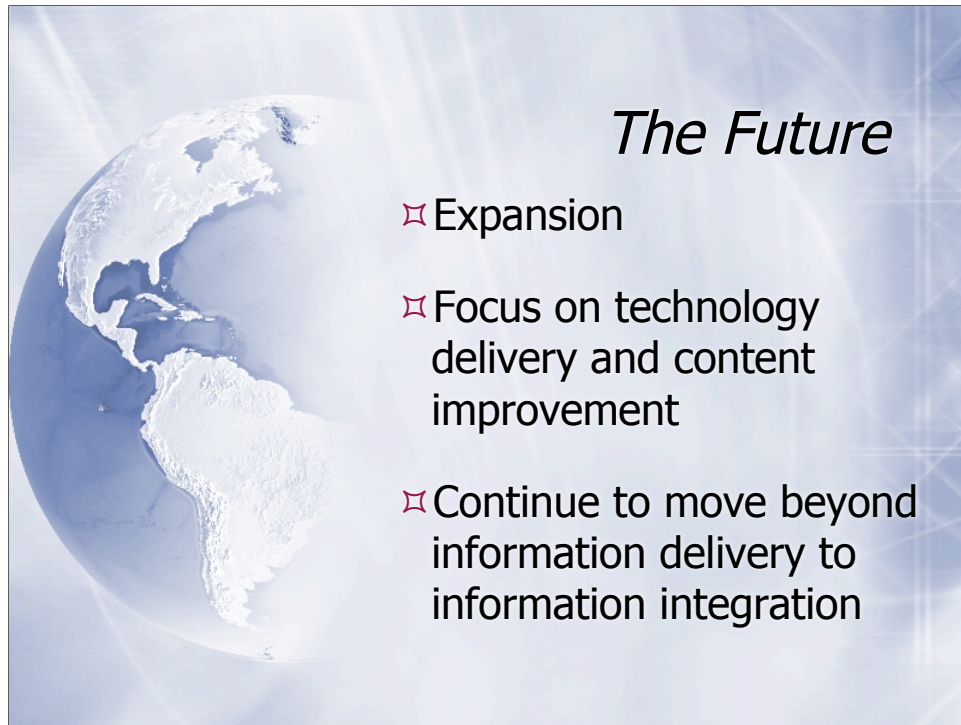 The Future
¤Expansion
¤Focus on technology
delivery and content
improvement
¤Continue to move beyond
information delivery to
information integration